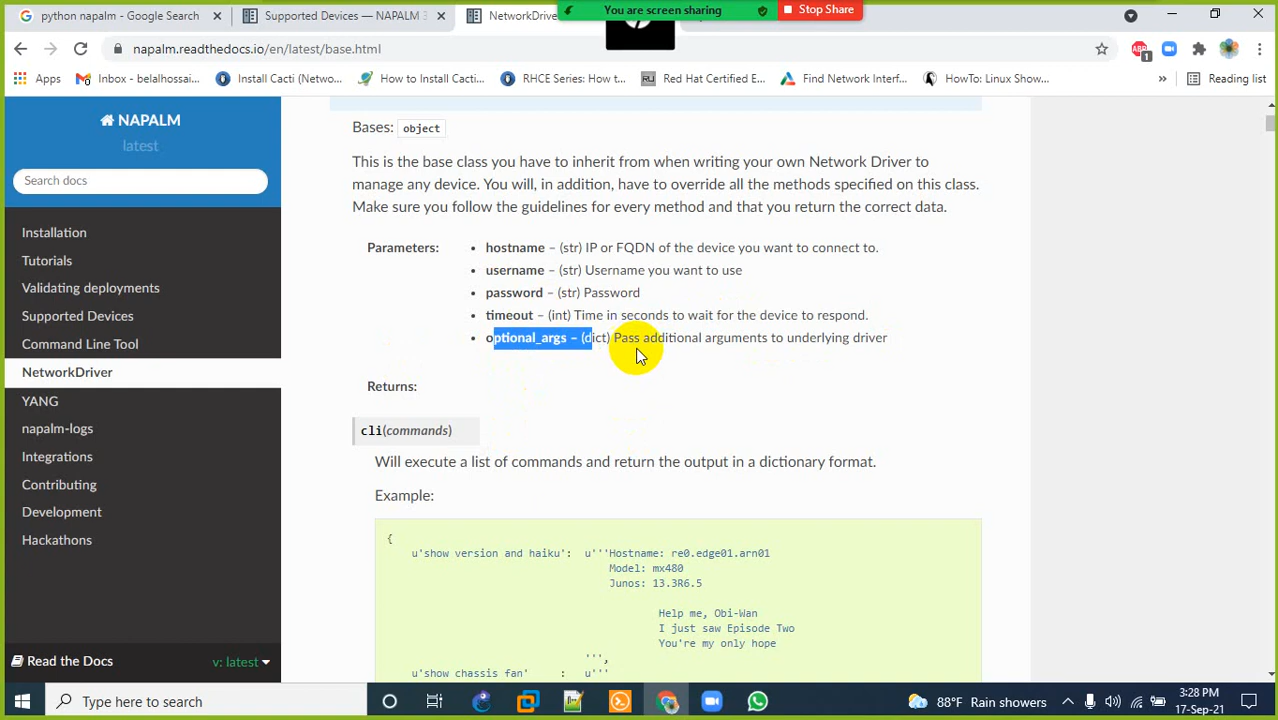 python napalm - Google Search
Supported Devices — NAPALM 3
NetworkDriver
You are screen sharing
Stop Share
napalm.readthedocs.io/en/latest/base.html
ABP
1
Apps
Inbox - belalhossai...
Install Cacti (Netwo...
How to Install Cacti...
RHCE Series: How t...
Red Hat Certified E...
Find Network Interf...
HowTo: Linux Show...
»
Reading list
NAPALM
latest
Search docs
Installation
Tutorials
Validating deployments
Supported Devices
Command Line Tool
NetworkDriver
YANG
napalm-logs
Integrations
Contributing
Development
Hackathons
Read the Docs
v: latest
Bases: object
This is the base class you have to inherit from when writing your own Network Driver to
manage any device. You will, in addition, have to override all the methods specified on this class.
Make sure you follow the guidelines for every method and that you return the correct data.
Parameters:
• hostname – (str) IP or FQDN of the device you want to connect to.
• username – (str) Username you want to use
• password – (str) Password
• timeout – (int) Time in seconds to wait for the device to respond.
• optional_args – (dict) Pass additional arguments to underlying driver
Returns:
cli(commands)
Will execute a list of commands and return the output in a dictionary format.
Example:
{
u'show version and haiku': u'''Hostname: re0.edge01.arn01
Model: mx480
Junos: 13.3R6.5
Help me, Obi-Wan
I just saw Episode Two
You're my only hope
''',
u'show chassis fan' : u'''
Type here to search
88°F Rain showers
3:28 PM
17-Sep-21